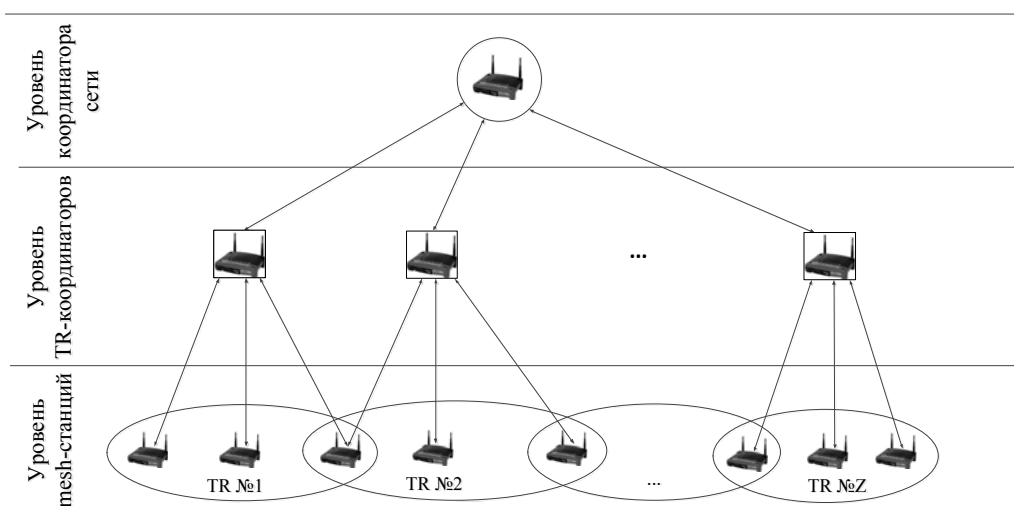 Уровень
координатора
сети
Уровень
TR-координаторов
...
Уровень
mesh-станций
TR №1
TR №2
...
TR №Z